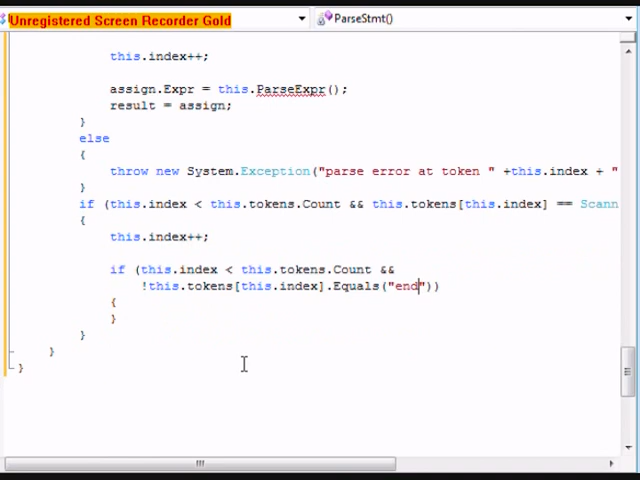 Unregistered Screen Recorder Gold
ParseStmt()
this.index++;
assign.Expr = this.ParseExpr();
result = assign;
}
else
{
throw new System.Exception("parse error at token " +this.index + "
}
if (this.index < this.tokens.Count && this.tokens[this.index] == Scann
{
this.index++;
if (this.index < this.tokens.Count &&
!this.tokens[this.index].Equals("end"))
{
}
}
}
}